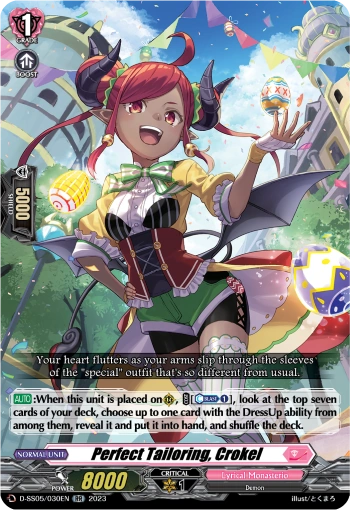 1
GRADE
BOOST
5000
SHIELD
Your heart flutters as your arms slip through the sleeves
of the "special" outfit that's so different from usual.
AUTO:When this unit is placed on , [BLAST 1], look at the top seven
cards of your deck, choose up to one card with the DressUp ability from
among them, reveal it and put it into hand, and shuffle the deck.
NORMAL UNIT
Perfect Tailoring, Crokel
POWER 8000
CRITICAL
1
Lyrical Monasterio
Demon
D-SS05/030EN RR 2023
illust/とくまろ